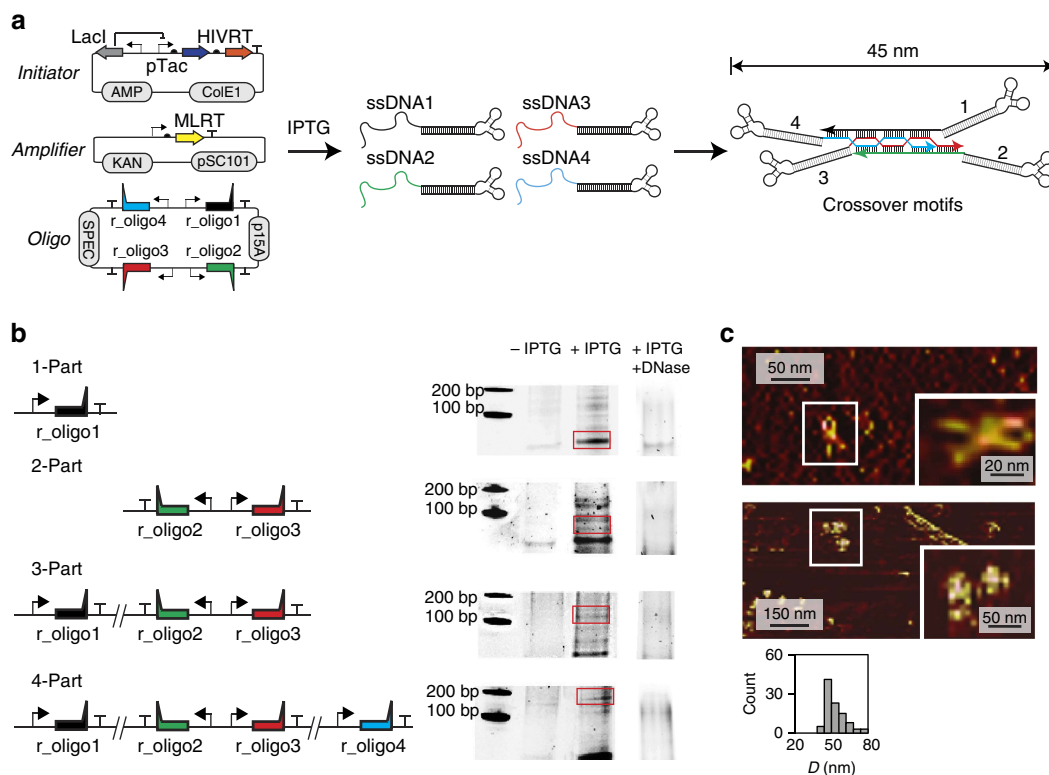 a
LacI
HIVRT
pTac
Initiator
AMP
ColE1
MLRT
Amplifier
KAN
pSC101
r_oligo4
r_oligo1
Oligo
SPEC
p15A
r_oligo3
r_oligo2
IPTG
ssDNA1
ssDNA3
ssDNA2
ssDNA4
45 nm
1
4
2
3
Crossover motifs
b
– IPTG
+ IPTG
+ IPTG
+DNase
1-Part
r_oligo1
200 bp
100 bp
2-Part
r_oligo2
r_oligo3
200 bp
100 bp
3-Part
r_oligo1
r_oligo2
r_oligo3
200 bp
100 bp
4-Part
r_oligo1
r_oligo2
r_oligo3
r_oligo4
200 bp
100 bp
c
50 nm
20 nm
150 nm
50 nm
60
30
0
Count
20
50
80
D (nm)